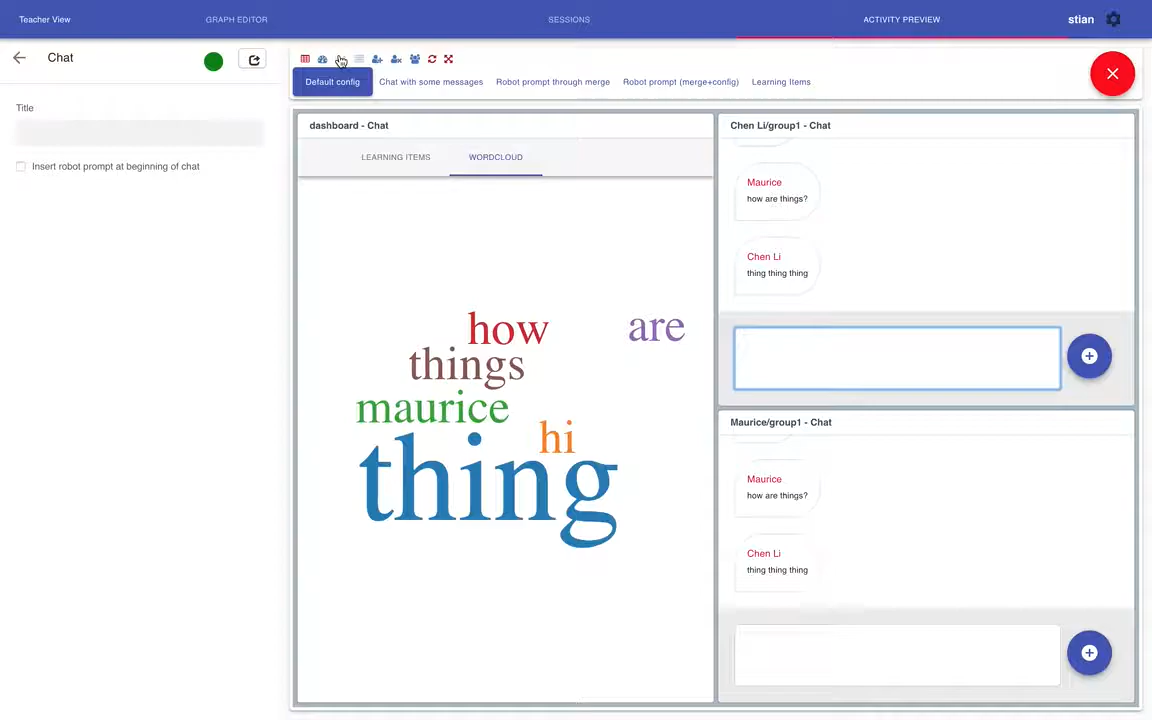 Teacher View
GRAPH EDITOR
SESSIONS
ACTIVITY PREVIEW
stian
Chat
Title
Insert robot prompt at beginning of chat
Default config
Chat with some messages
Robot prompt through merge
Robot prompt (merge+config)
Learning Items
dashboard - Chat
LEARNING ITEMS
WORDCLOUD
how
are
things
maurice
hi
thing
Chen Li/group1 - Chat
Maurice
how are things?
Chen Li
thing thing thing
Maurice/group1 - Chat
Maurice
how are things?
Chen Li
thing thing thing